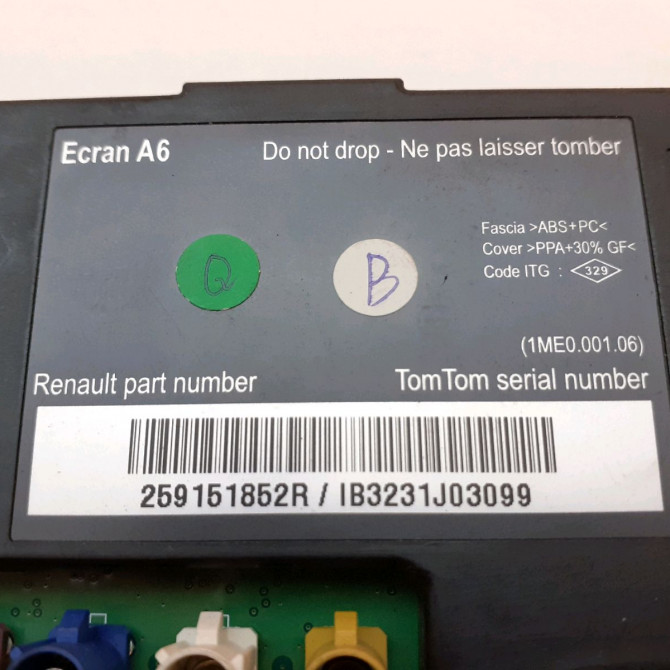 Ecran A6
Do not drop - Ne pas laisser tomber
Fascia >ABS+PC<
Cover >PPA+30% GF<
Code ITG : <329>
Q
B
(1ME0.001.06)
Renault part number
TomTom serial number
259151852R / IB3231J03099